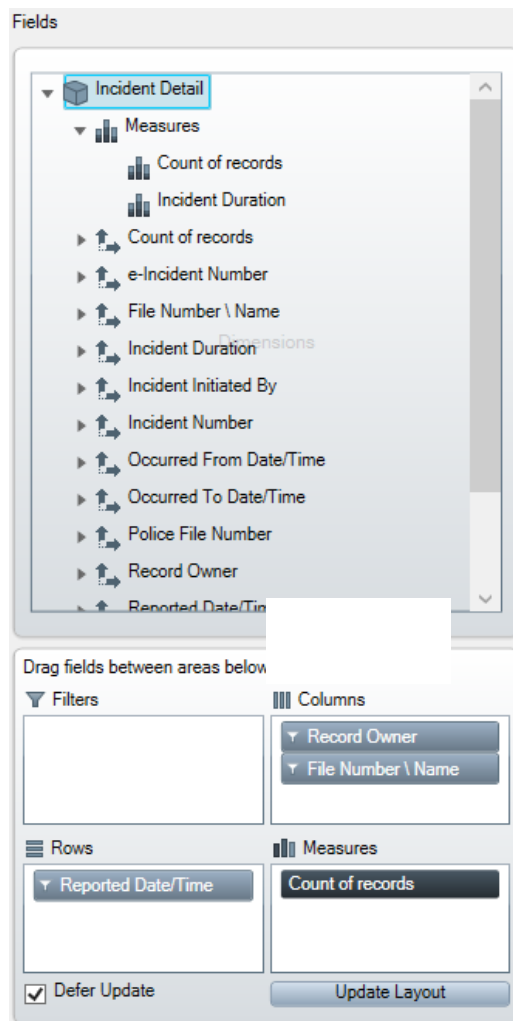 Fields
Incident Detail
Measures
Count of records
Incident Duration
Count of records
e-Incident Number
File Number \ Name
Dimensions
Incident Duration
Incident Initiated By
Incident Number
Occurred From Date/Time
Occurred To Date/Time
Police File Number
Record Owner
Reported Date/Time
Drag fields between areas below
Filters
Columns
Record Owner
File Number \ Name
Rows
Measures
Reported Date/Time
Count of records
Defer Update
Update Layout